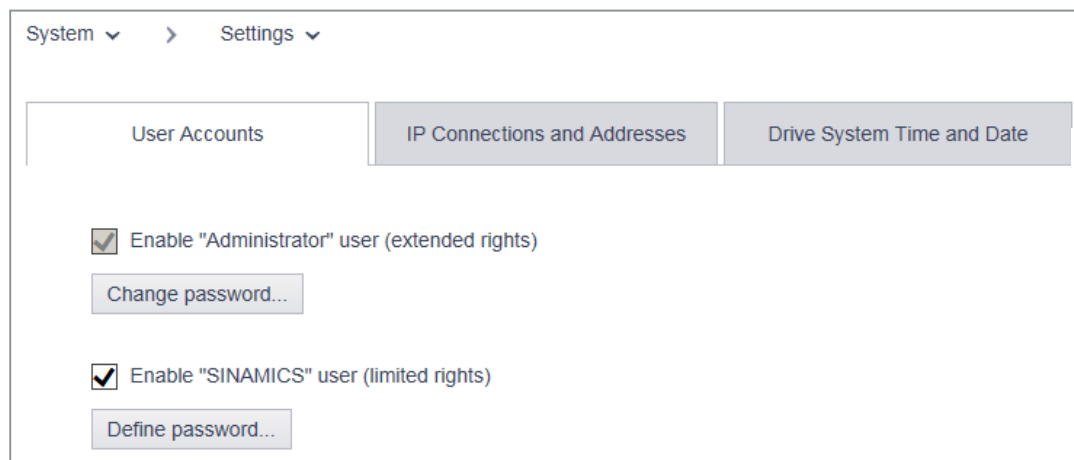 System > Settings
User Accounts IP Connections and Addresses Drive System Time and Date
Enable "Administrator" user (extended rights)
Change password...
Enable "SINAMICS" user (limited rights)
Define password...